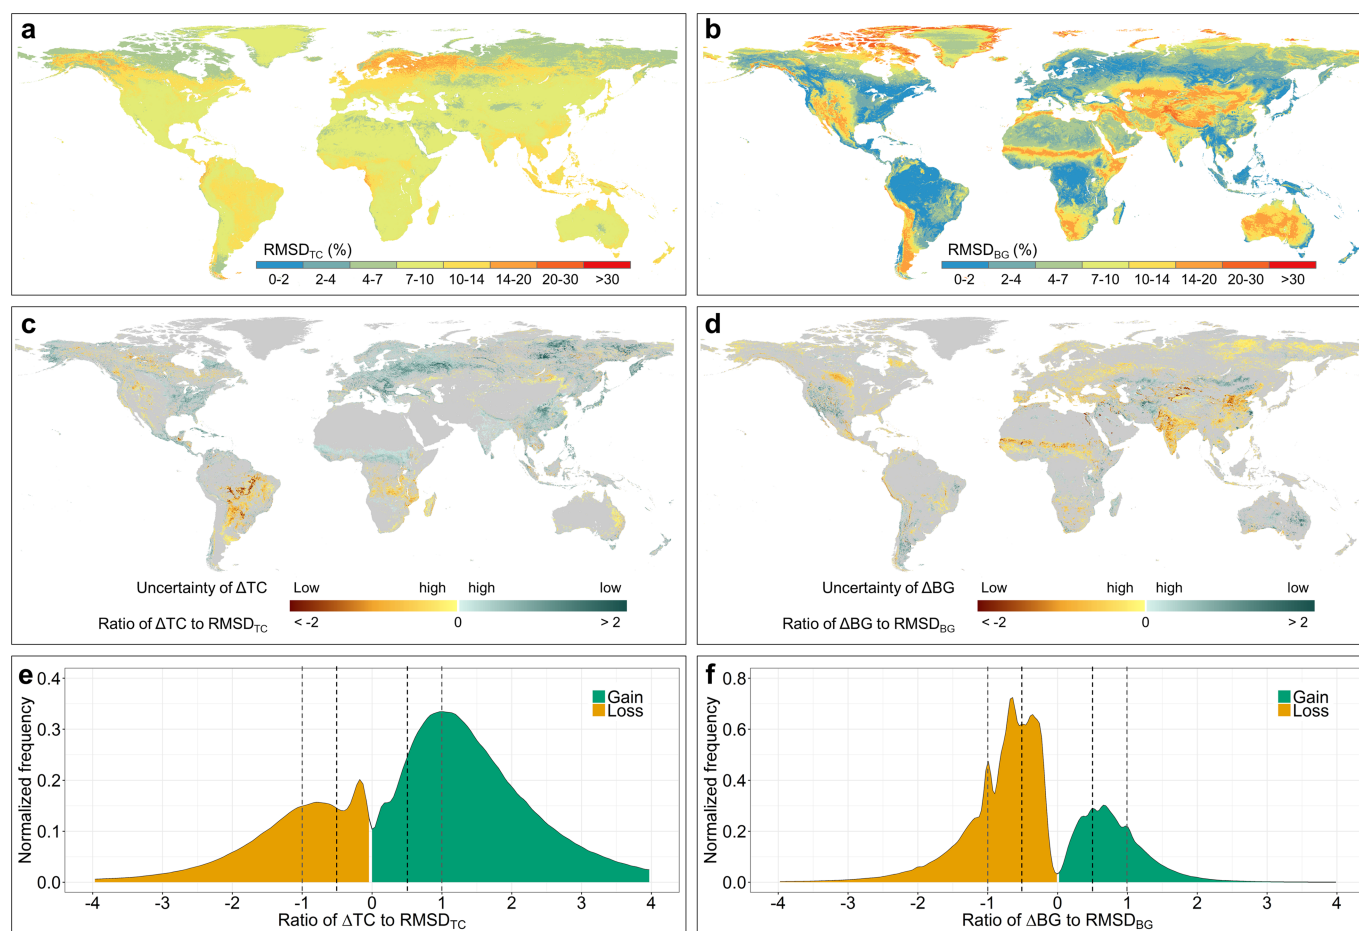 a
RMSD_TC (%)
0-2 2-4 4-7 7-10 10-14 14-20 20-30 >30
b
RMSD_BG (%)
0-2 2-4 4-7 7-10 10-14 14-20 20-30 >30
c
Uncertainty of ΔTC Low high high low
Ratio of ΔTC to RMSD_TC < -2 0 > 2
d
Uncertainty of ΔBG Low high high low
Ratio of ΔBG to RMSD_BG < -2 0 > 2
e
Normalized frequency
0.4
0.3
0.2
0.1
0.0
Gain
Loss
-4 -3 -2 -1 0 1 2 3 4
Ratio of ΔTC to RMSD_TC
f
Normalized frequency
0.8
0.6
0.4
0.2
0.0
Gain
Loss
-4 -3 -2 -1 0 1 2 3 4
Ratio of ΔBG to RMSD_BG